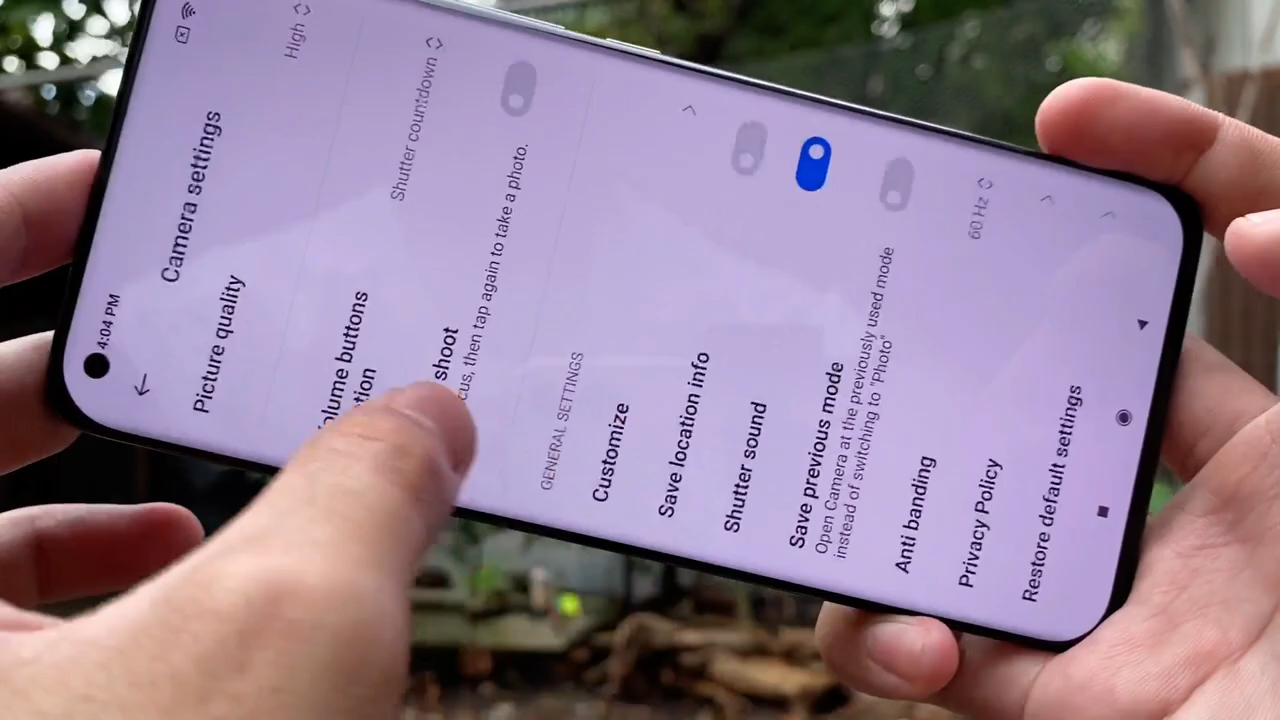 4:04 PM
Camera settings
Picture quality High
olume buttons
tion Shutter countdown
shoot
cus, then tap again to take a photo.
GENERAL SETTINGS
Customize
Save location info
Shutter sound
Save previous mode
Open Camera at the previously used mode
instead of switching to "Photo"
Anti banding 60 Hz
Privacy Policy
Restore default settings